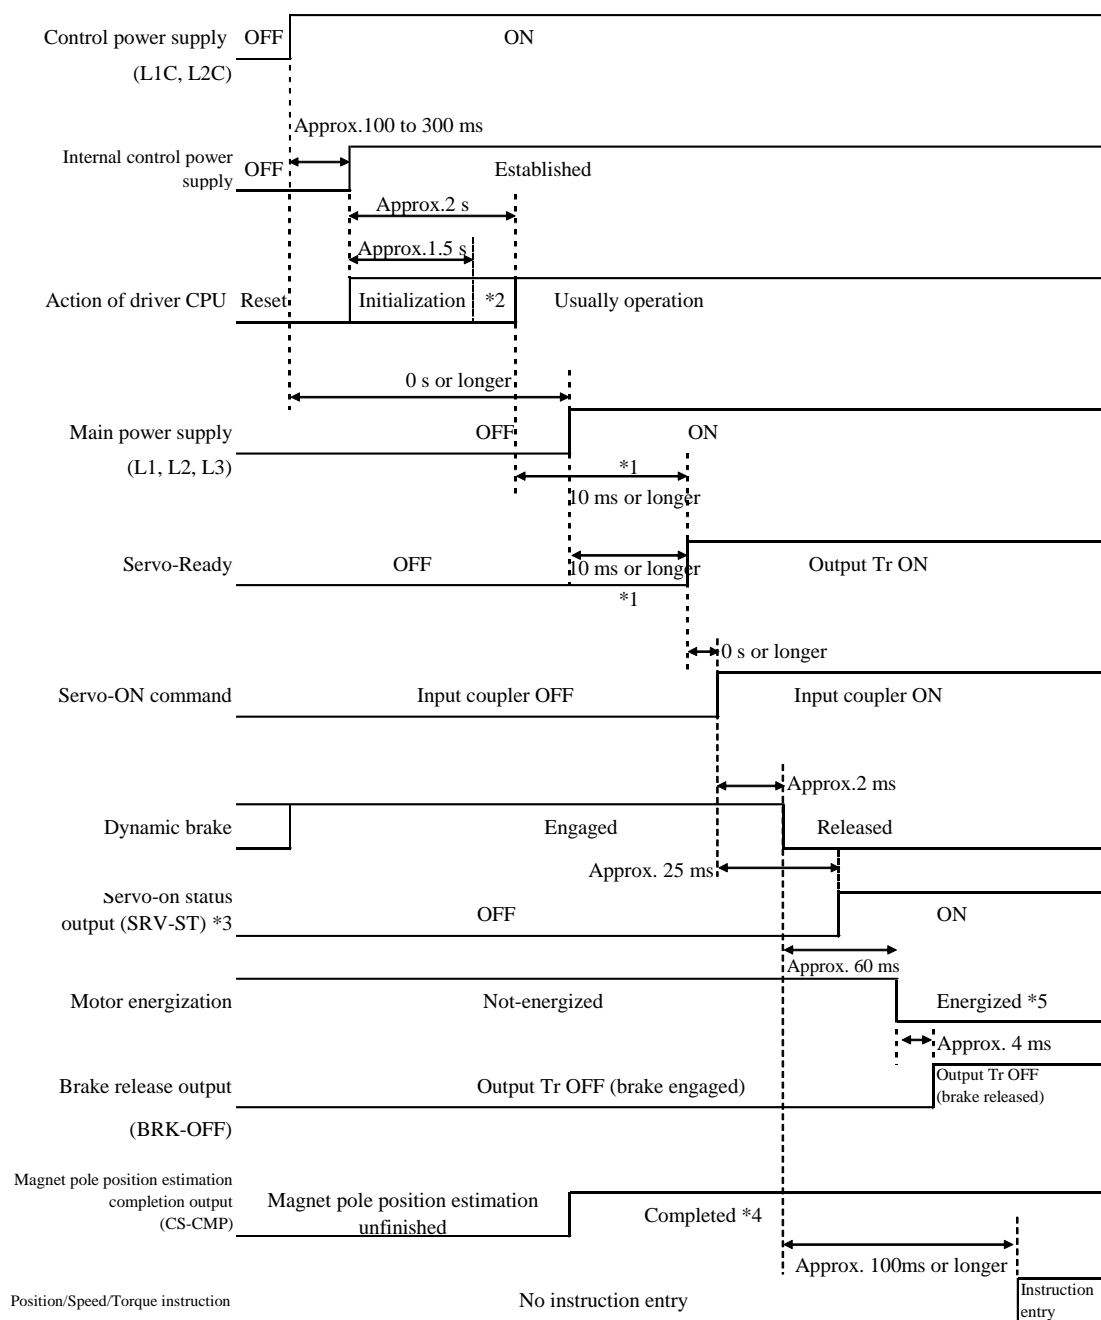 Control power supply OFF ON
(L1C, L2C)
Approx.100 to 300 ms
Internal control power
supply OFF Established
Approx.2 s
Approx.1.5 s
Action of driver CPU Reset Initialization *2 Usually operation
0 s or longer
Main power supply OFF ON
(L1, L2, L3)
*1
10 ms or longer
Servo-Ready OFF 10 ms or longer Output Tr ON
*1
0 s or longer
Servo-ON command Input coupler OFF Input coupler ON
Approx.2 ms
Dynamic brake Engaged Released
Approx. 25 ms
Servo-on status
output (SRV-ST) *3 OFF ON
Approx. 60 ms
Motor energization Not-energized Energized *5
Approx. 4 ms
Brake release output Output Tr OFF (brake engaged) Output Tr OFF
(brake released)
(BRK-OFF)
Magnet pole position estimation
completion output
(CS-CMP)
Magnet pole position estimation
unfinished
Completed *4
Approx. 100ms or longer
Position/Speed/Torque instruction No instruction entry Instruction
entry